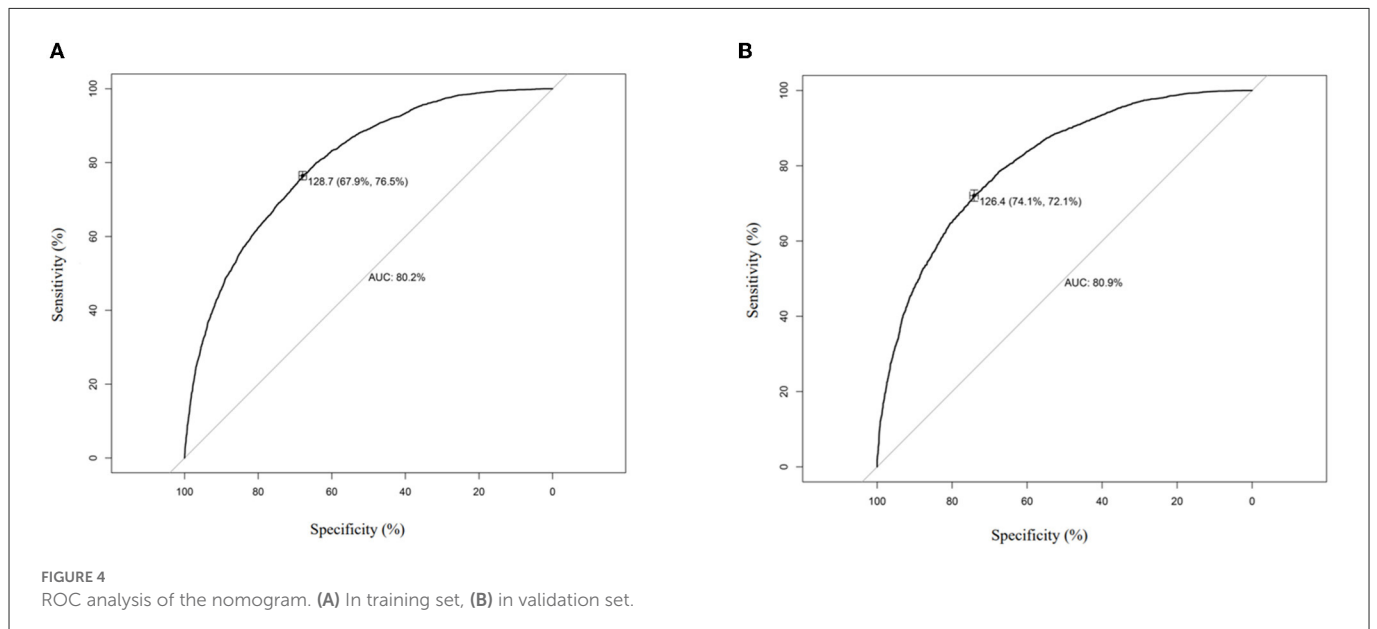 A
100
80
60
40
20
0
Sensitivity (%)
128.7 (67.9%, 76.5%)
AUC: 80.2%
100 80 60 40 20 0
Specificity (%)
B
100
80
60
40
20
0
Sensitivity (%)
126.4 (74.1%, 72.1%)
AUC: 80.9%
100 80 60 40 20 0
Specificity (%)
FIGURE 4
ROC analysis of the nomogram. (A) In training set, (B) in validation set.